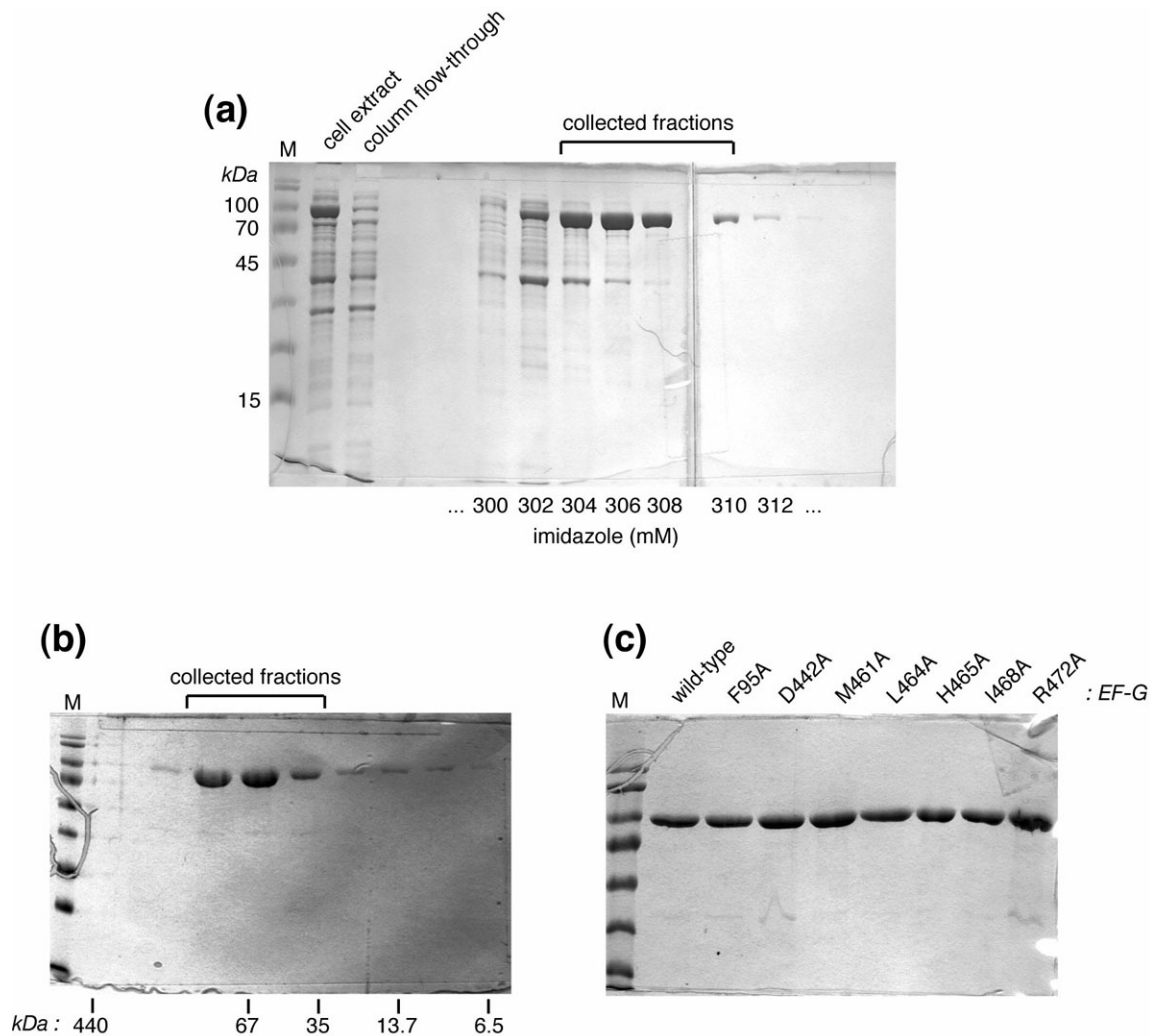 (a)
cell extract
column flow-through
collected fractions
M
kDa
100
70
45
15
... 300 302 304 306 308 310 312 ...
imidazole (mM)
(b)
collected fractions
M
kDa : 440 67 35 13.7 6.5
(c)
wild-type F95A D442A M461A L464A H465A I468A R472A : EF-G
M